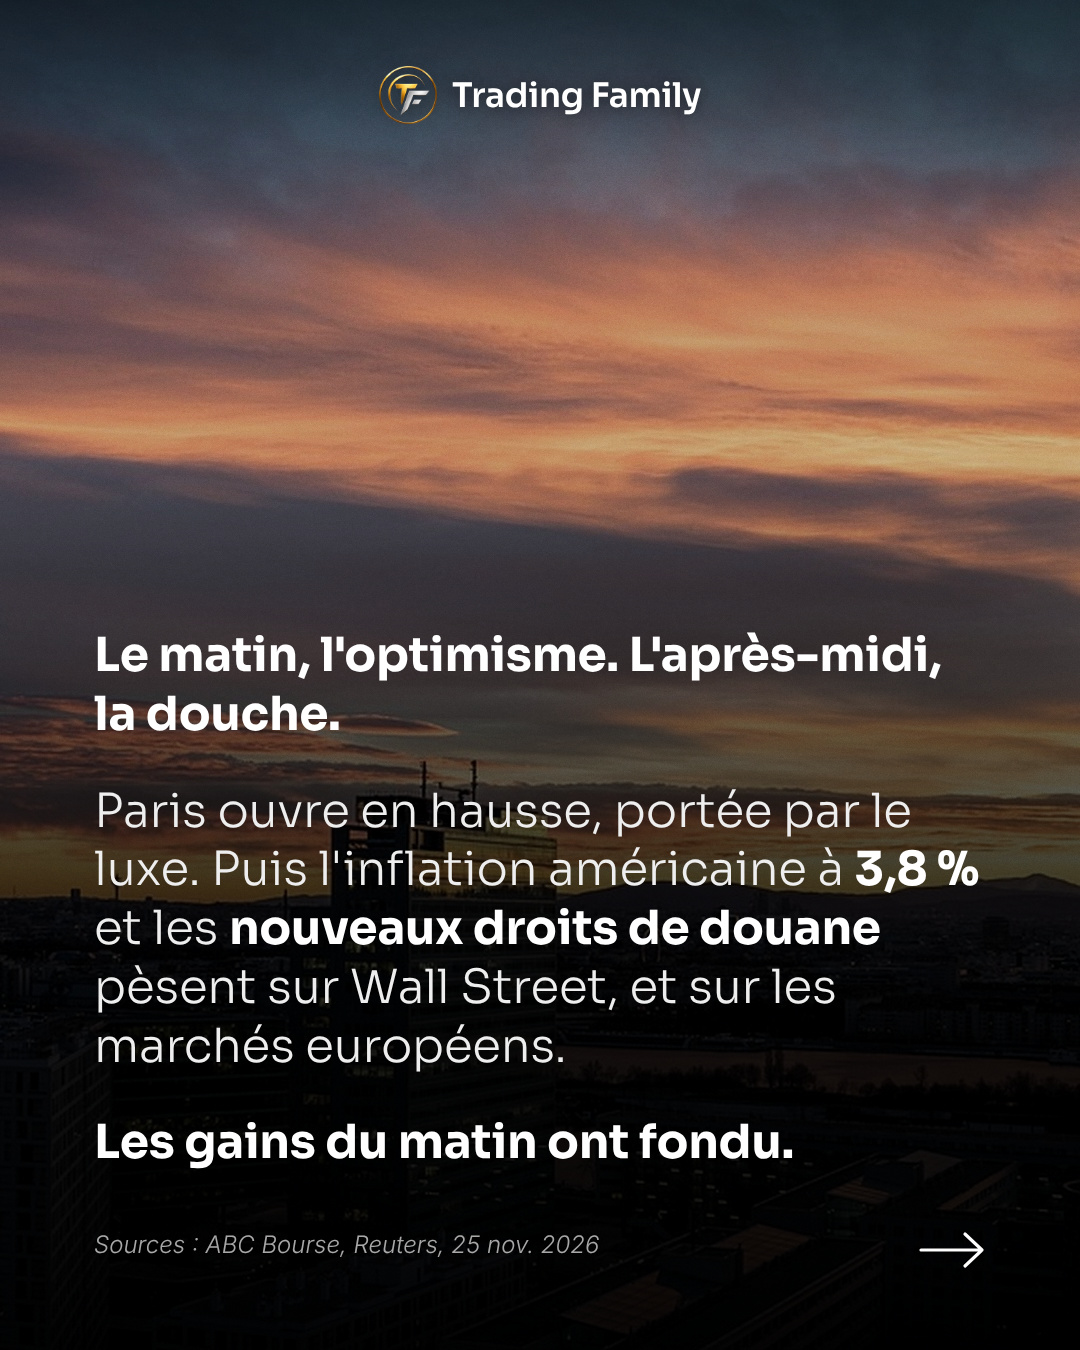 Trading Family
Le matin, l'optimisme. L'après-midi,
la douche.
Paris ouvre en hausse, portée par le
luxe. Puis l'inflation américaine à 3,8 %
et les nouveaux droits de douane
pèsent sur Wall Street, et sur les
marchés européens.
Les gains du matin ont fondu.
Sources : ABC Bourse, Reuters, 25 nov. 2026